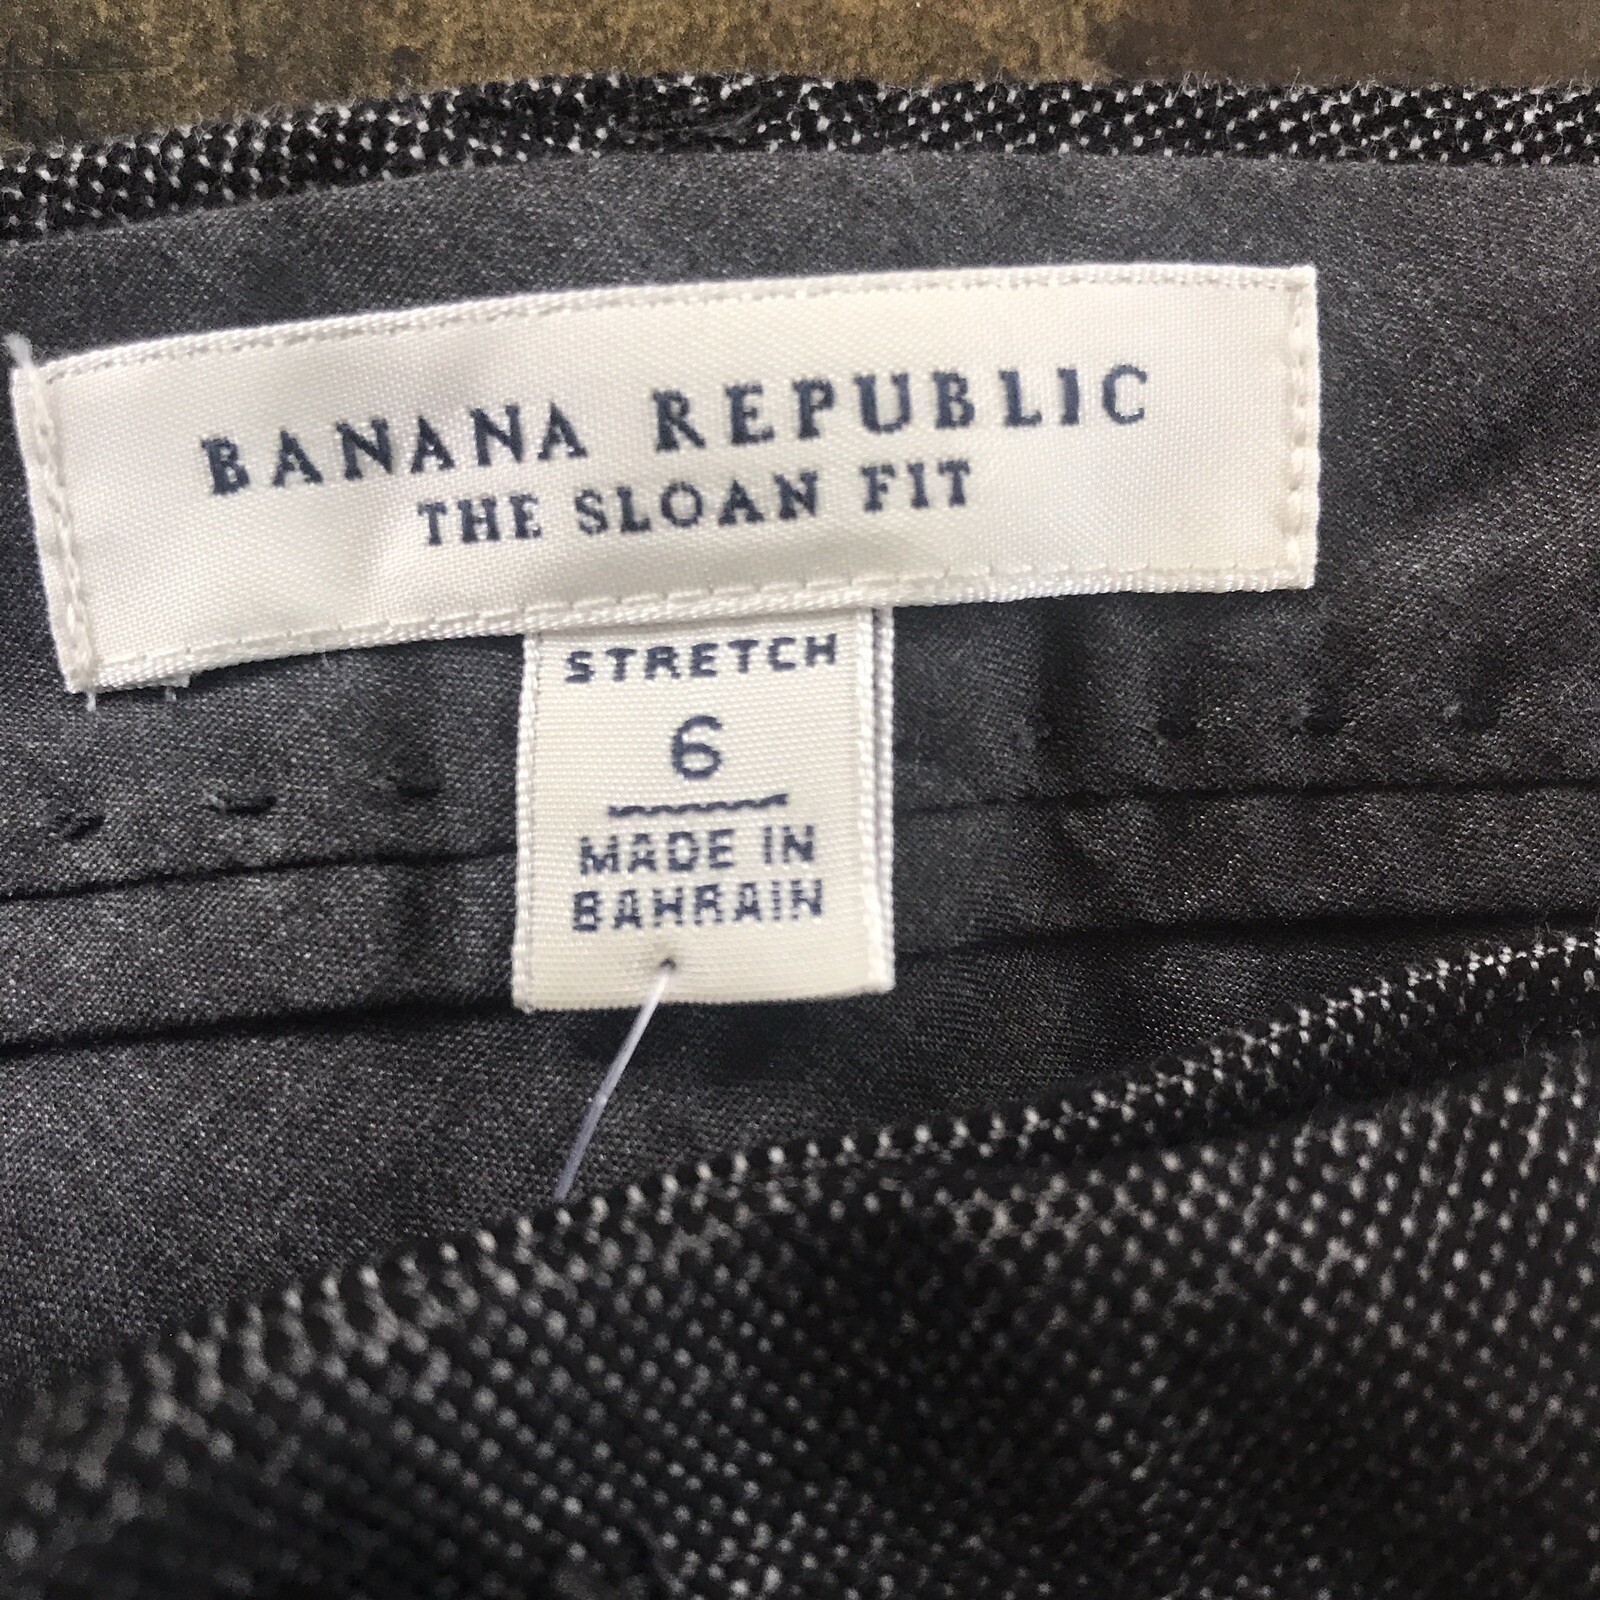 BANANA REPUBLIC
THE SLOAN FIT
STRETCH
6
MADE IN
BAHRAIN